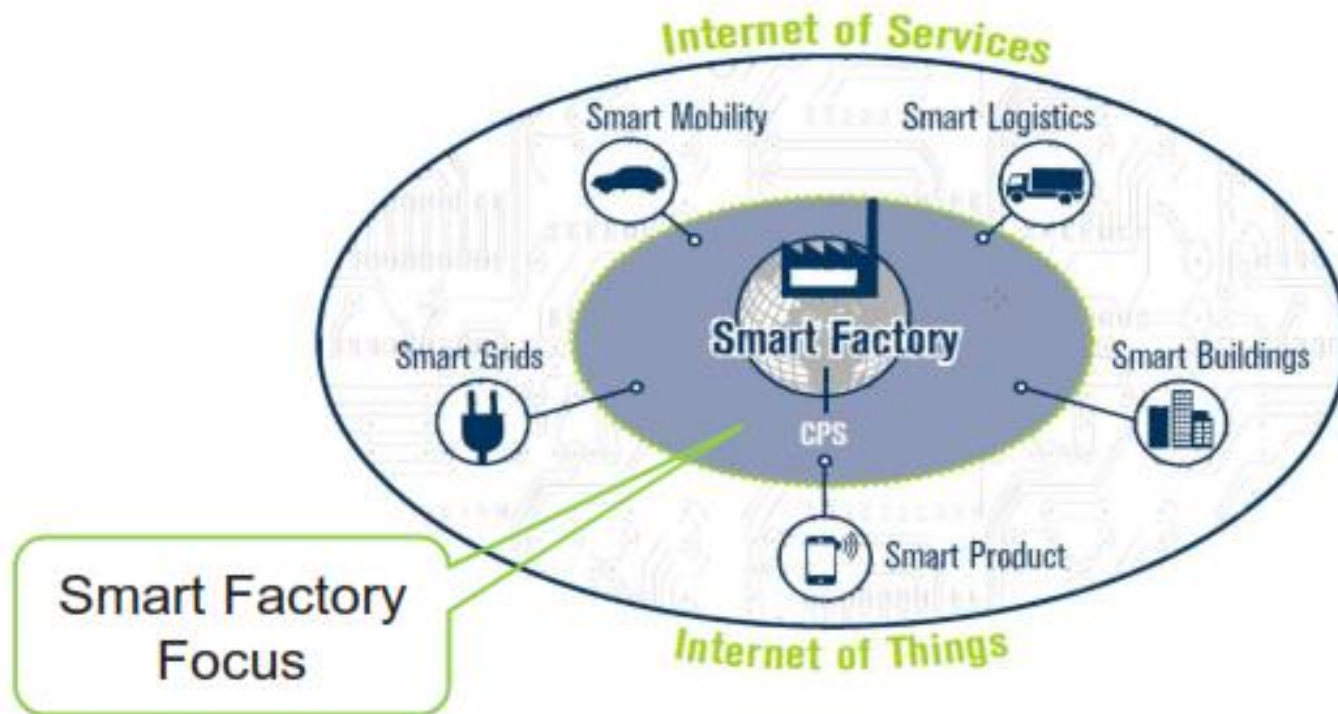 Internet of Services
Smart Mobility
Smart Logistics
Smart Factory
Smart Grids
Smart Buildings
CPS
Smart Product
Smart Factory
Focus
Internet of Things